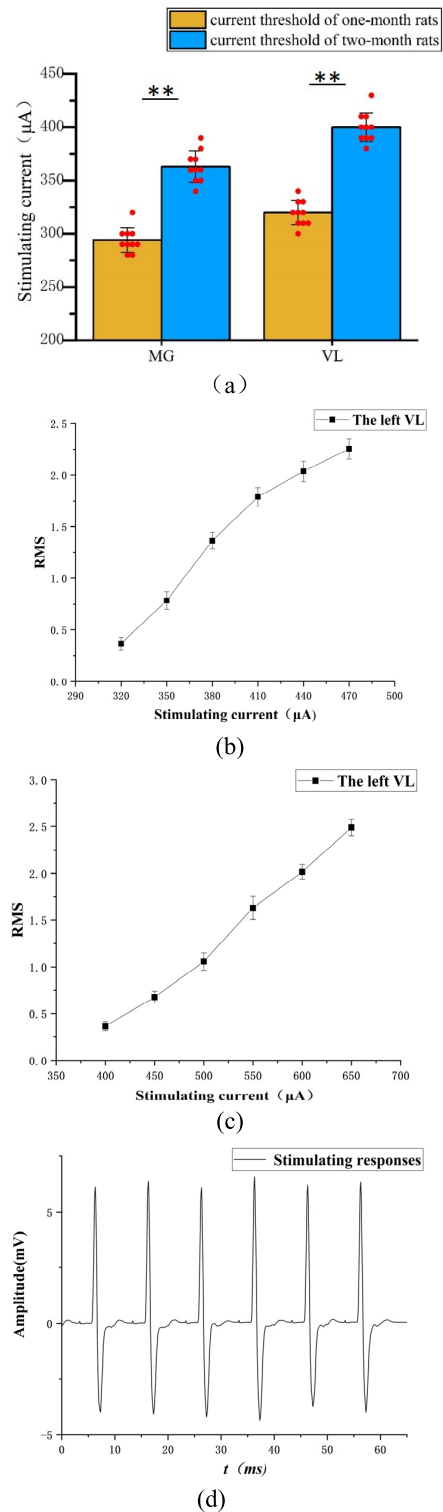 current threshold of one-month rats
current threshold of two-month rats
Stimulating current（μA）
450
400
350
300
250
200
**
**
MG
VL
（a）
The left VL
RMS
2.5
2.0
1.5
1.0
0.5
0.0
290
320
350
380
410
440
470
500
Stimulating current（μA）
(b)
The left VL
RMS
3.0
2.5
2.0
1.5
1.0
0.5
0.0
350
400
450
500
550
600
650
700
Stimulating current（μA）
(c)
Stimulating responses
Amplitude(mV)
5
0
-5
0
10
20
30
40
50
60
t（ms)
(d)